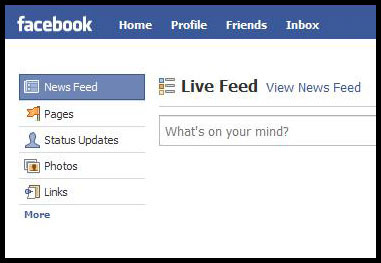 facebook Home Profile Friends Inbox
News Feed
Pages
Status Updates
Photos
Links
More
Live Feed View News Feed
What's on your mind?